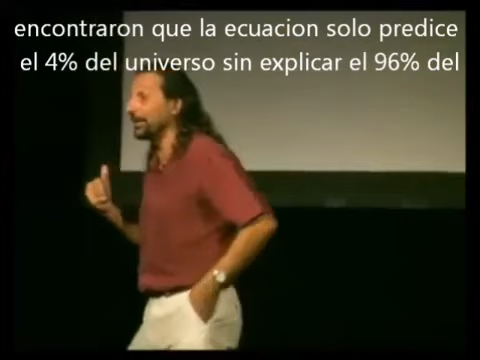 encontraron que la ecuacion solo predice
el 4% del universo sin explicar el 96% del